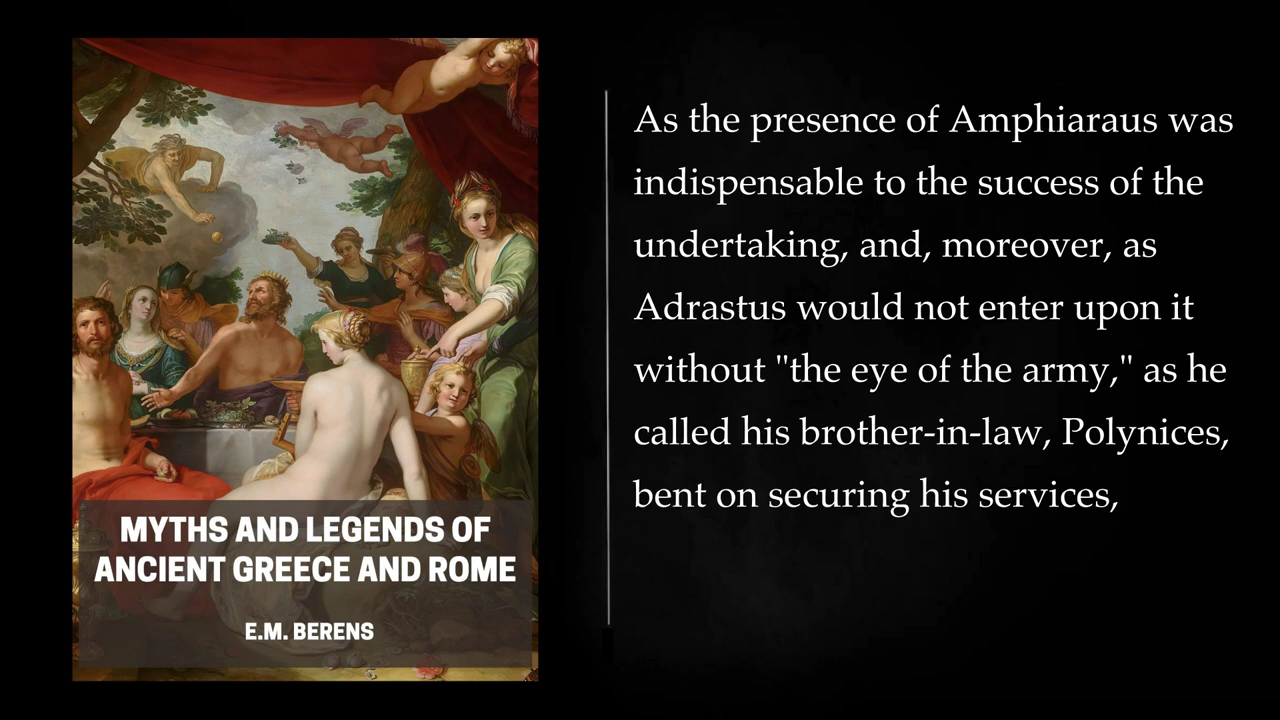 MYTHS AND LEGENDS OF
ANCIENT GREECE AND ROME
E.M. BERENS
As the presence of Amphiaraus was
indispensable to the success of the
undertaking, and, moreover, as
Adrastus would not enter upon it
without "the eye of the army," as he
called his brother-in-law, Polynices,
bent on securing his services,